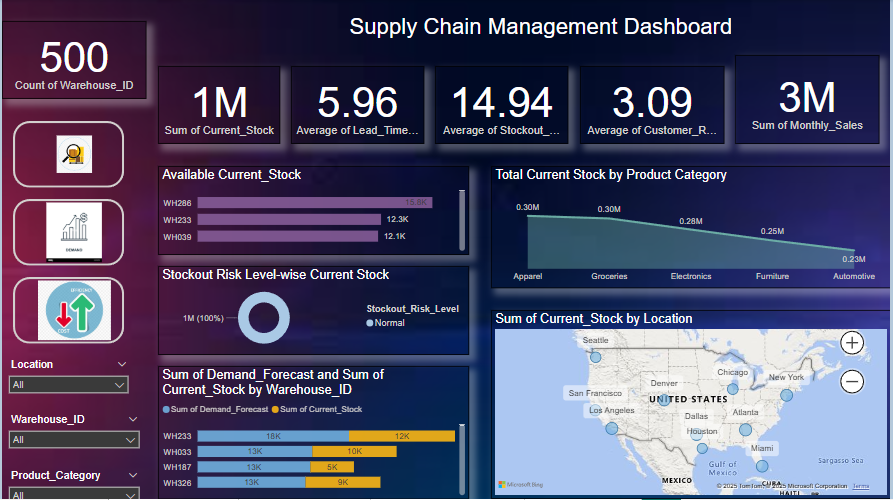 Supply Chain Management Dashboard
500
Count of Warehouse_ID
1M
Sum of Current_Stock
5.96
Average of Lead_Time...
14.94
Average of Stockout_...
3.09
Average of Customer_R...
3M
Sum of Monthly_Sales
DEMAND
EFFICIENCY
COST
Location
All
Warehouse_ID
All
Product_Category
All
Available Current_Stock
WH286 15.8K
WH233 12.3K
WH039 12.1K
Stockout Risk Level-wise Current Stock
1M (100%)
Stockout_Risk_Level
Normal
Sum of Demand_Forecast and Sum of
Current_Stock by Warehouse_ID
Sum of Demand_Forecast Sum of Current_Stock
WH233 18K 12K
WH033 13K 10K
WH187 13K 5K
WH326 13K 9K
Total Current Stock by Product Category
0.30M 0.30M 0.28M 0.25M 0.23M
Apparel Groceries Electronics Furniture Automotive
Sum of Current_Stock by Location
Seattle
Chicago
New York
Denver
San Francisco
UNITED STATES
Los Angeles
Dallas
Atlanta
Houston
Miami
Gulf of
Mexico
Sargasso Sea
MEXICO
CUBA
HAITI
PR
Microsoft Bing
© 2025 TomTom, © 2025 Microsoft Corporation Terms